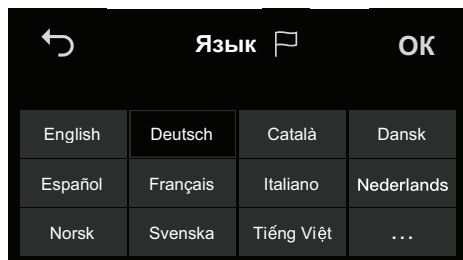 Язык OK
English Deutsch Català Dansk
Español Français Italiano Nederlands
Norsk Svenska Tiếng Việt ...